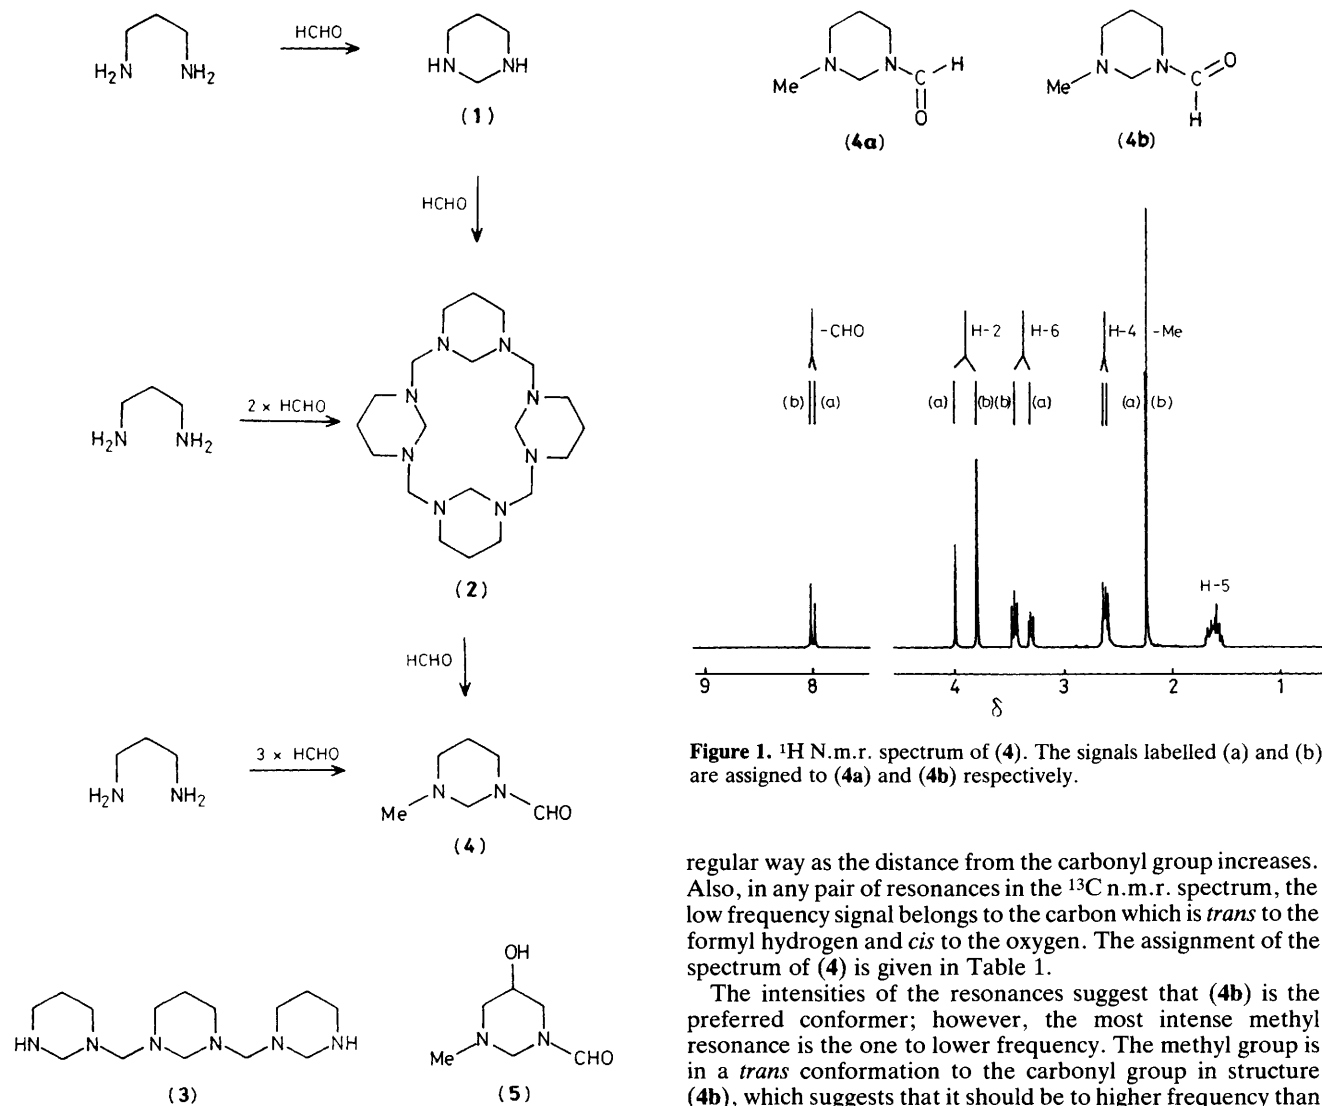 HCHO
H₂N NH₂
HN NH
(1)
HCHO
2 × HCHO
H₂N NH₂
N N
N N
N N
N N
(2)
HCHO
3 × HCHO
H₂N NH₂
N N
Me CHO
(4)
HN N N N N NH
(3)
OH
N N
Me CHO
(5)
N N C H
Me
O
(4a)
N N C O
Me
H
(4b)
-CHO H-2 H-6 H-4 -Me
(b) (a) (a) (b)(b) (a) (a) (b)
H-5
9 8 4 3 2 1
δ
Figure 1. ¹H N.m.r. spectrum of (4). The signals labelled (a) and (b)
are assigned to (4a) and (4b) respectively.
regular way as the distance from the carbonyl group increases.
Also, in any pair of resonances in the ¹³C n.m.r. spectrum, the
low frequency signal belongs to the carbon which is trans to the
formyl hydrogen and cis to the oxygen. The assignment of the
spectrum of (4) is given in Table 1.
The intensities of the resonances suggest that (4b) is the
preferred conformer; however, the most intense methyl
resonance is the one to lower frequency. The methyl group is
in a trans conformation to the carbonyl group in structure
(4b), which suggests that it should be to higher frequency than